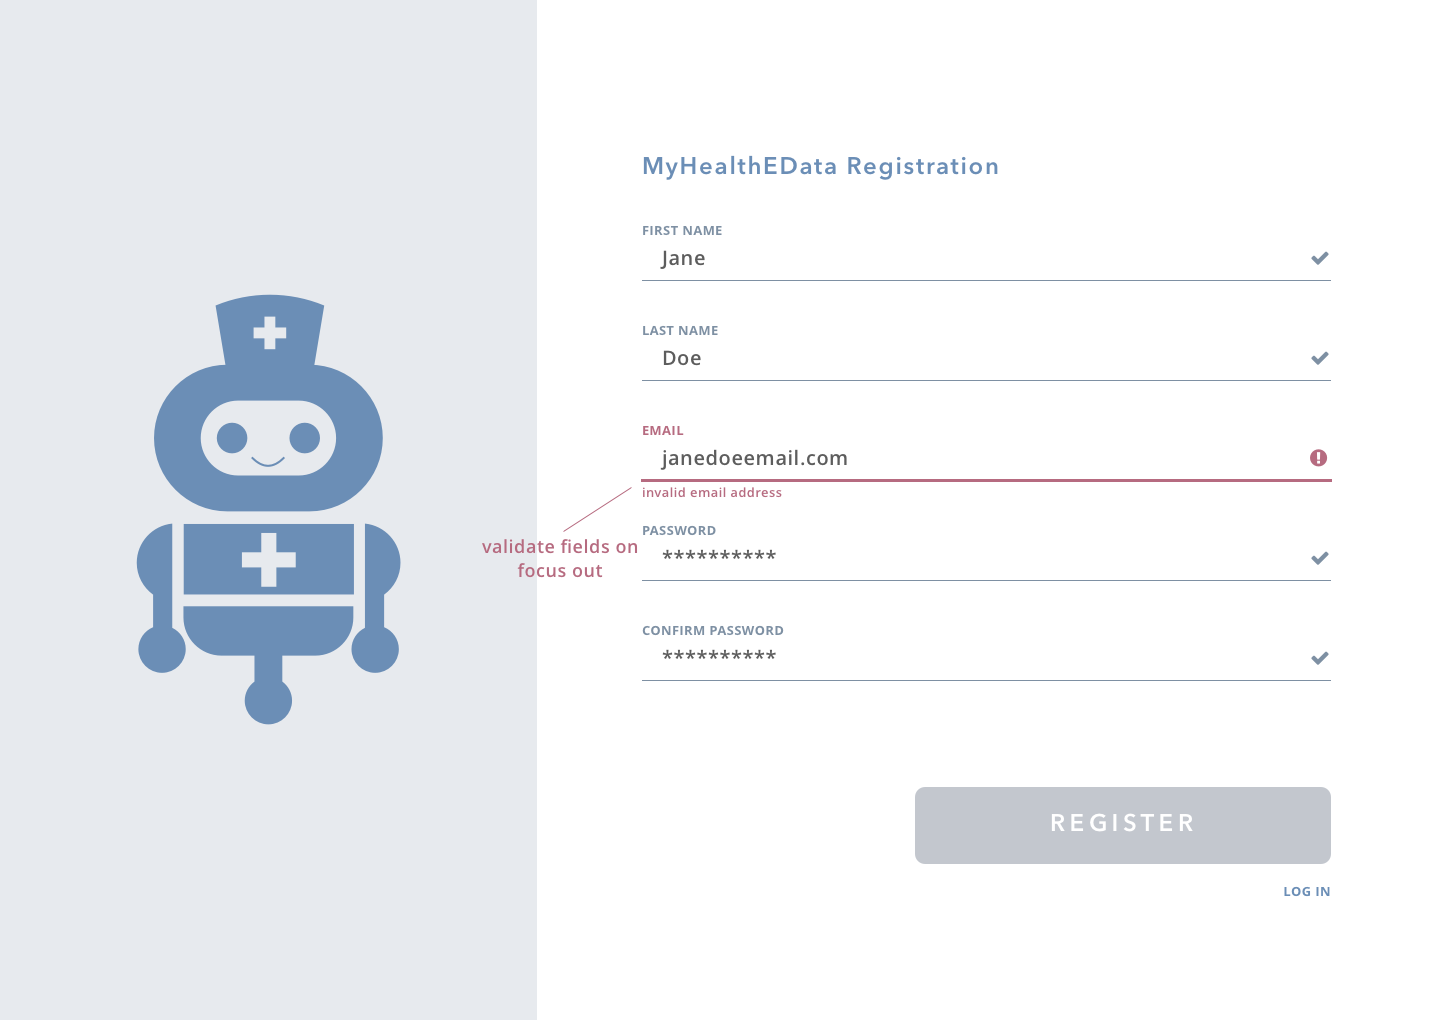 MyHealthEData Registration
FIRST NAME
Jane
LAST NAME
Doe
EMAIL
janedoeemail.com
invalid email address
validate fields on
focus out
PASSWORD
**********
CONFIRM PASSWORD
**********
REGISTER
LOG IN